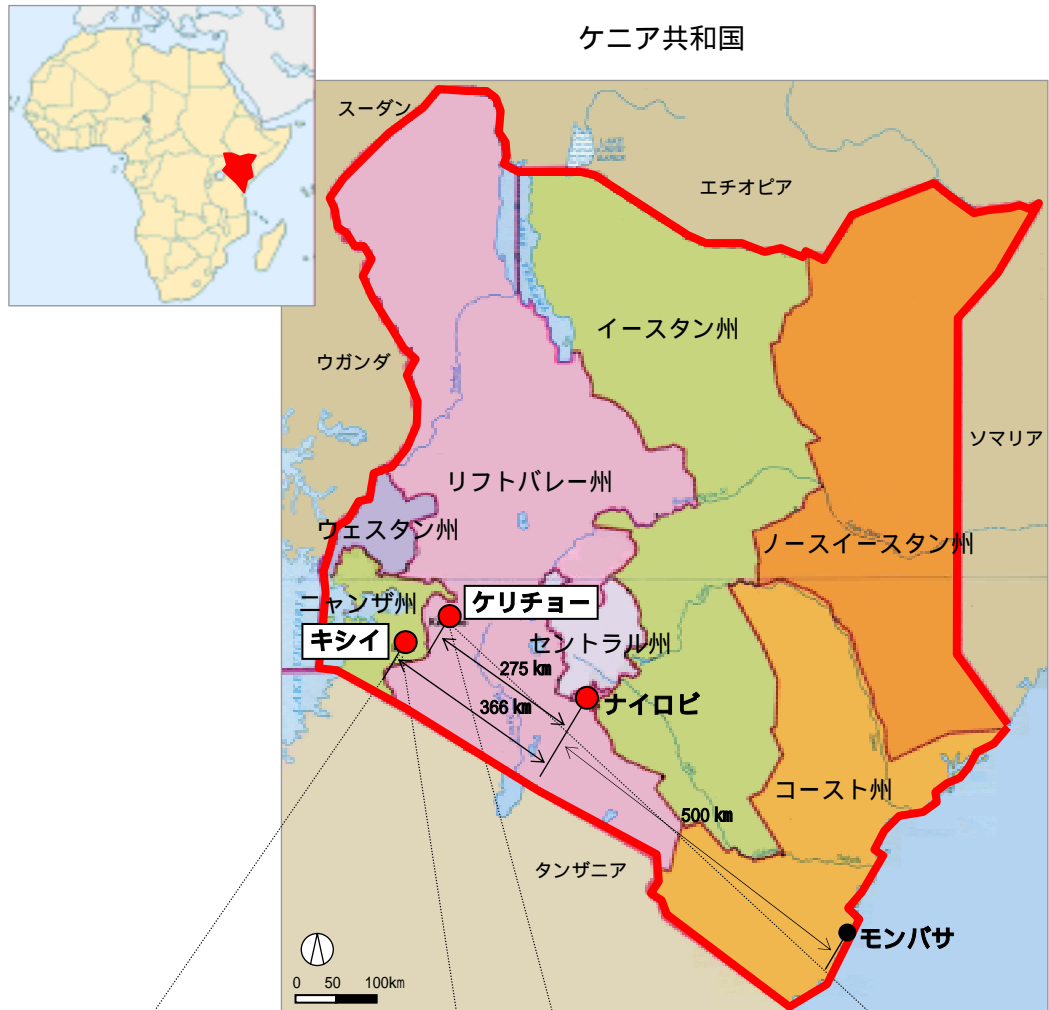 ケニア共和国
スーダン
エチオピア
イースタン州
ウガンダ
ソマリア
リフトバレー州
ウェスタン州
ノースイースタン州
ニャンザ州
ケリチョー
キシイ
セントラル州
275 km
366 km
ナイロビ
コースト州
500 km
タンザニア
モンバサ
0 50 100km